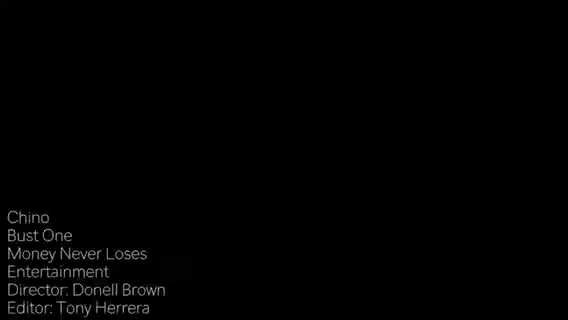 Chino
Bust One
Money Never Loses
Entertainment
Director: Donell Brown
Editor: Tony Herrera